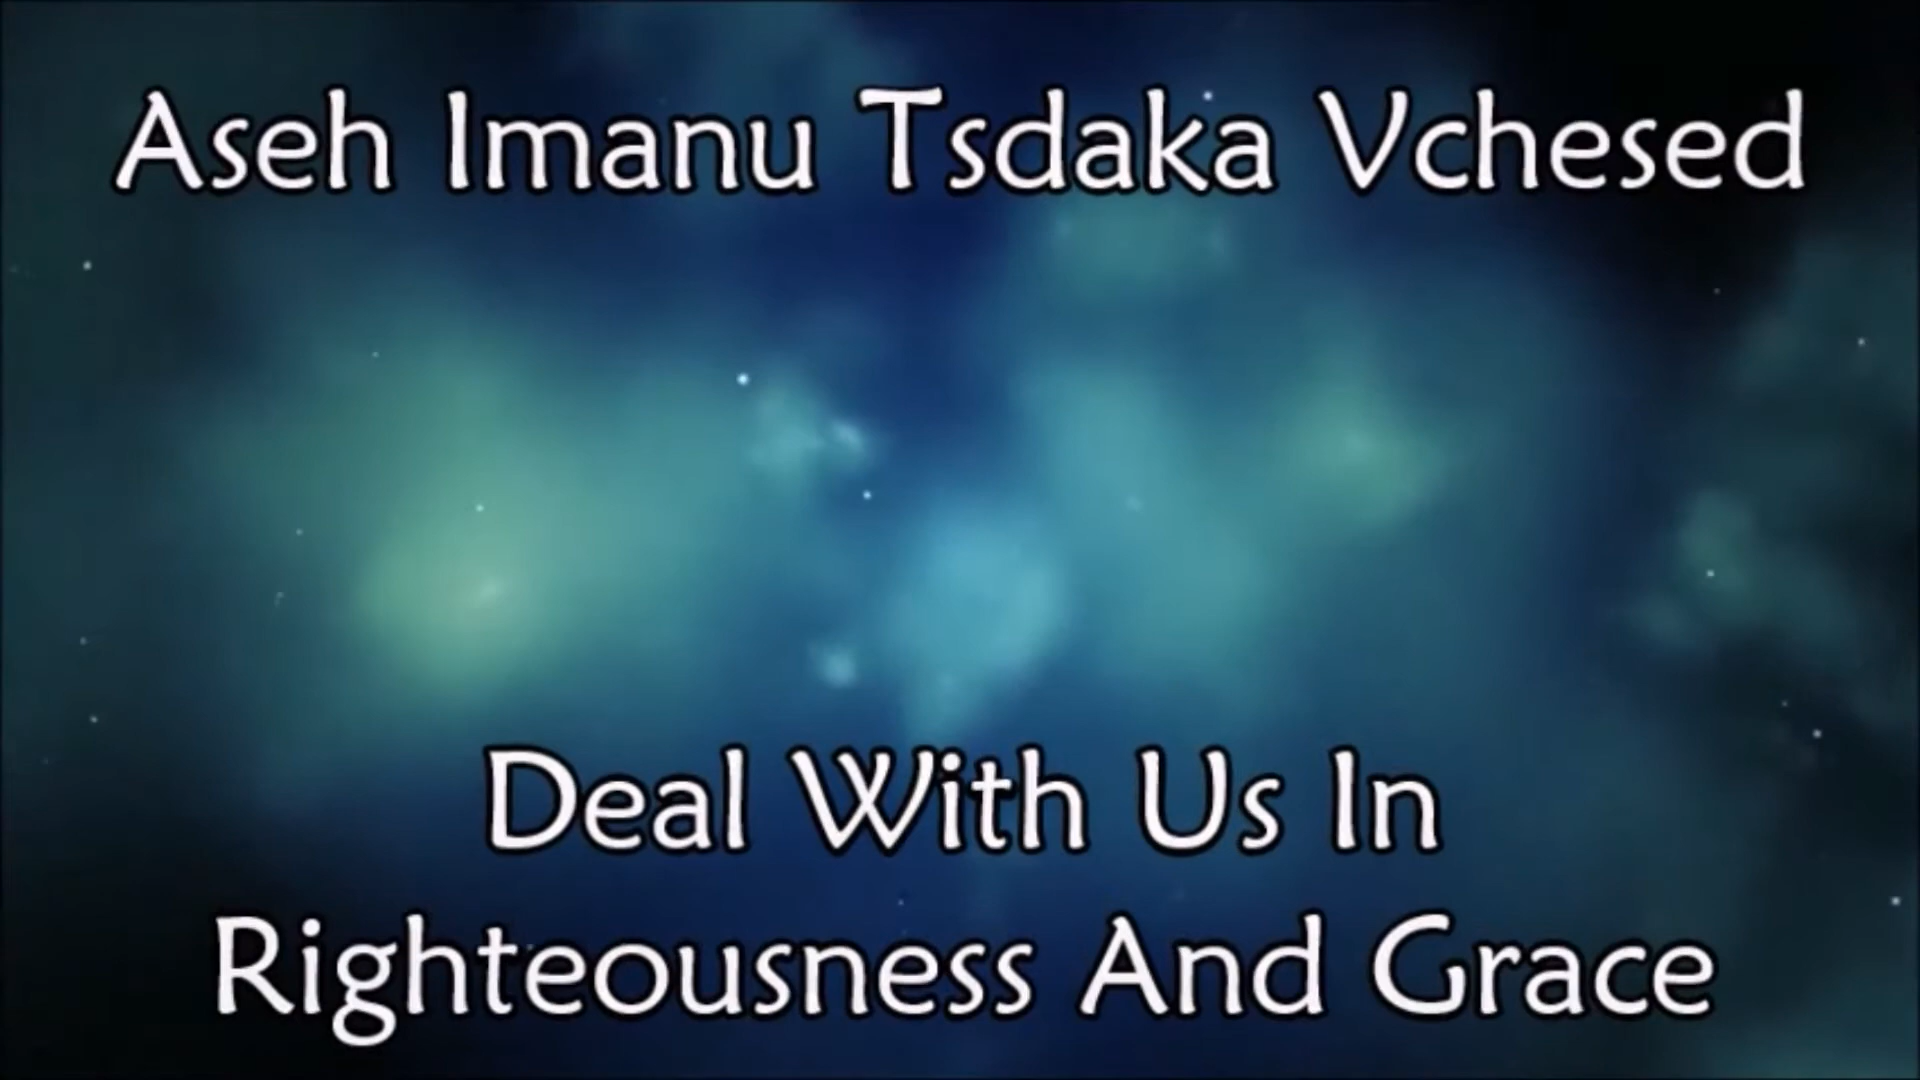 Aseh Imanu Tsdaka Vchesed
Deal With Us In
Righteousness And Grace